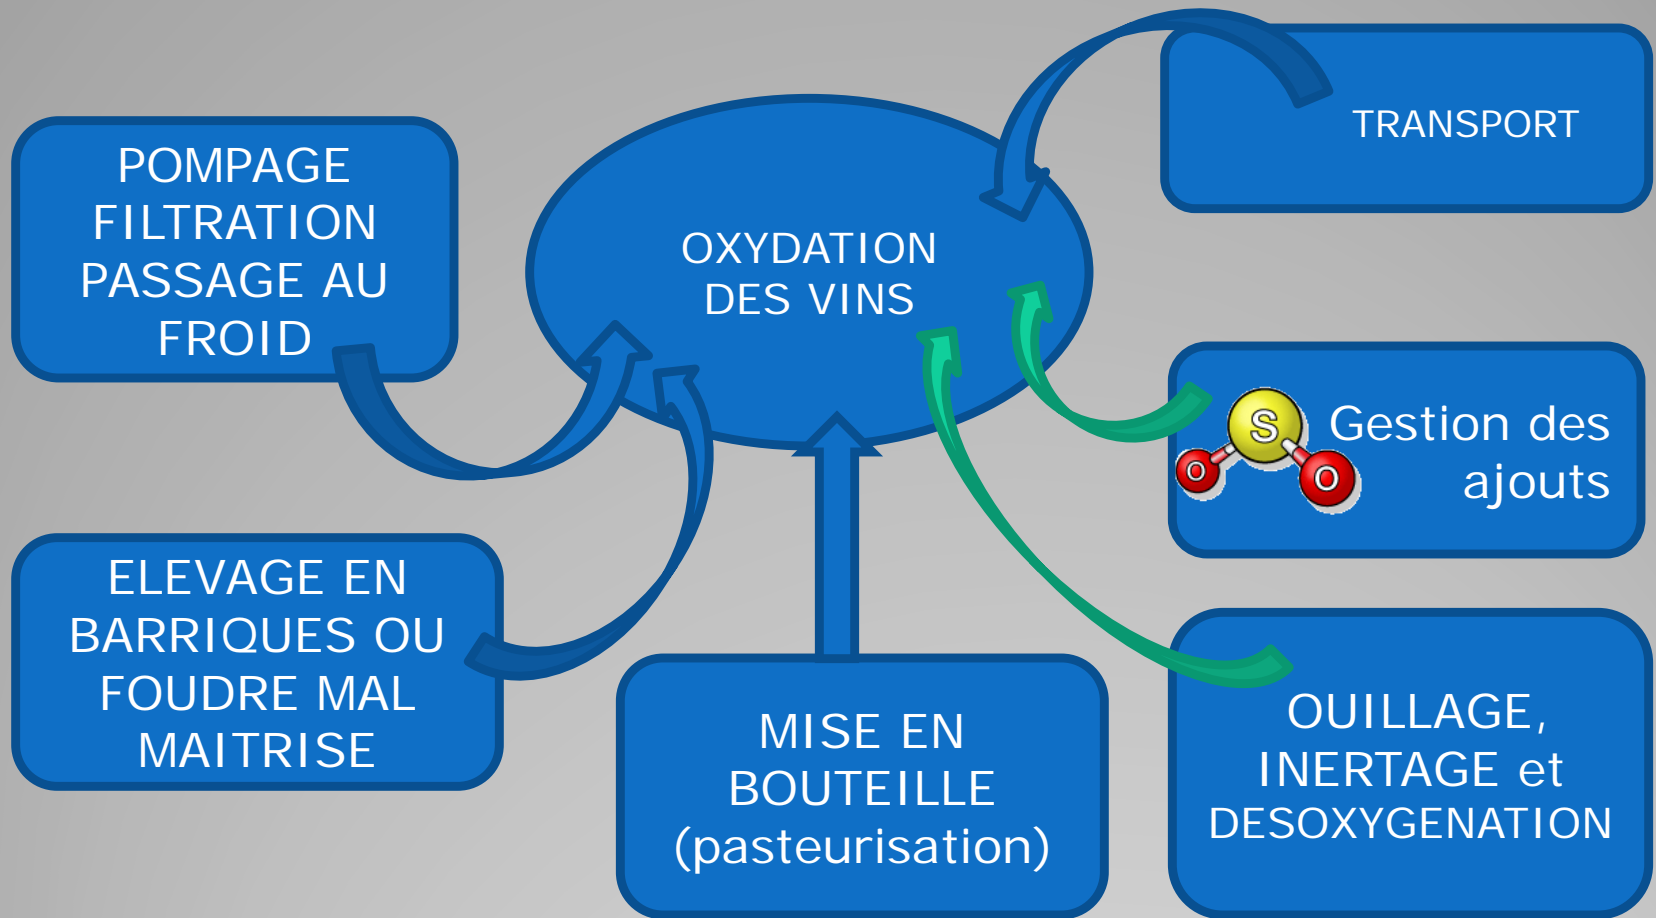 POMPAGE
FILTRATION
PASSAGE AU
FROID
OXYDATION
DES VINS
TRANSPORT
S
O
O
Gestion des
ajouts
ELEVAGE EN
BARRIQUES OU
FOUDRE MAL
MAITRISE
MISE EN
BOUTEILLE
(pasteurisation)
OUILLAGE,
INERTAGE et
DESOXYGENATION